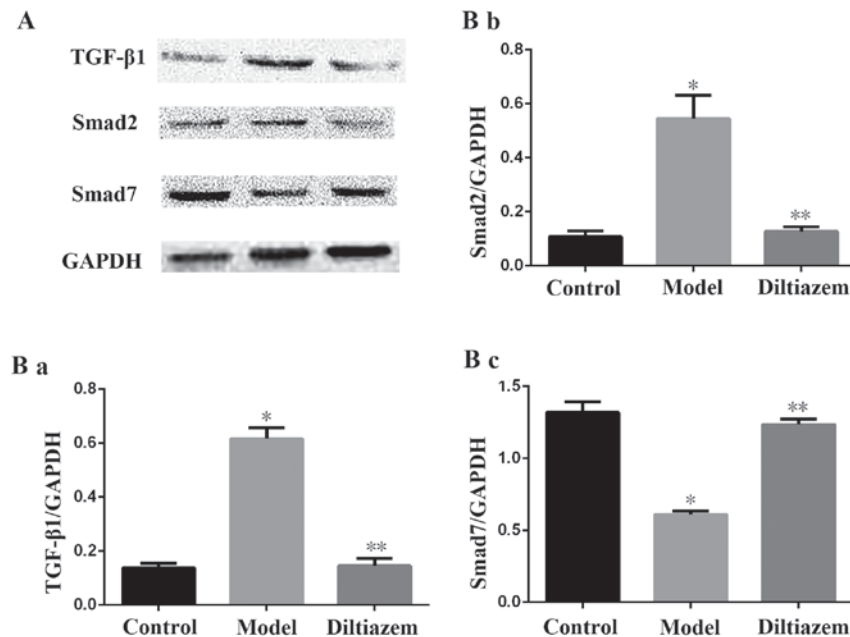 A
TGF-β1
Smad2
Smad7
GAPDH
B b
Smad2/GAPDH
0.8
0.6
0.4
0.2
0.0
*
**
Control Model Diltiazem
B a
TGF-β1/GAPDH
0.8
0.6
0.4
0.2
0.0
*
**
Control Model Diltiazem
B c
Smad7/GAPDH
1.5
1.0
0.5
0.0
*
**
Control Model Diltiazem